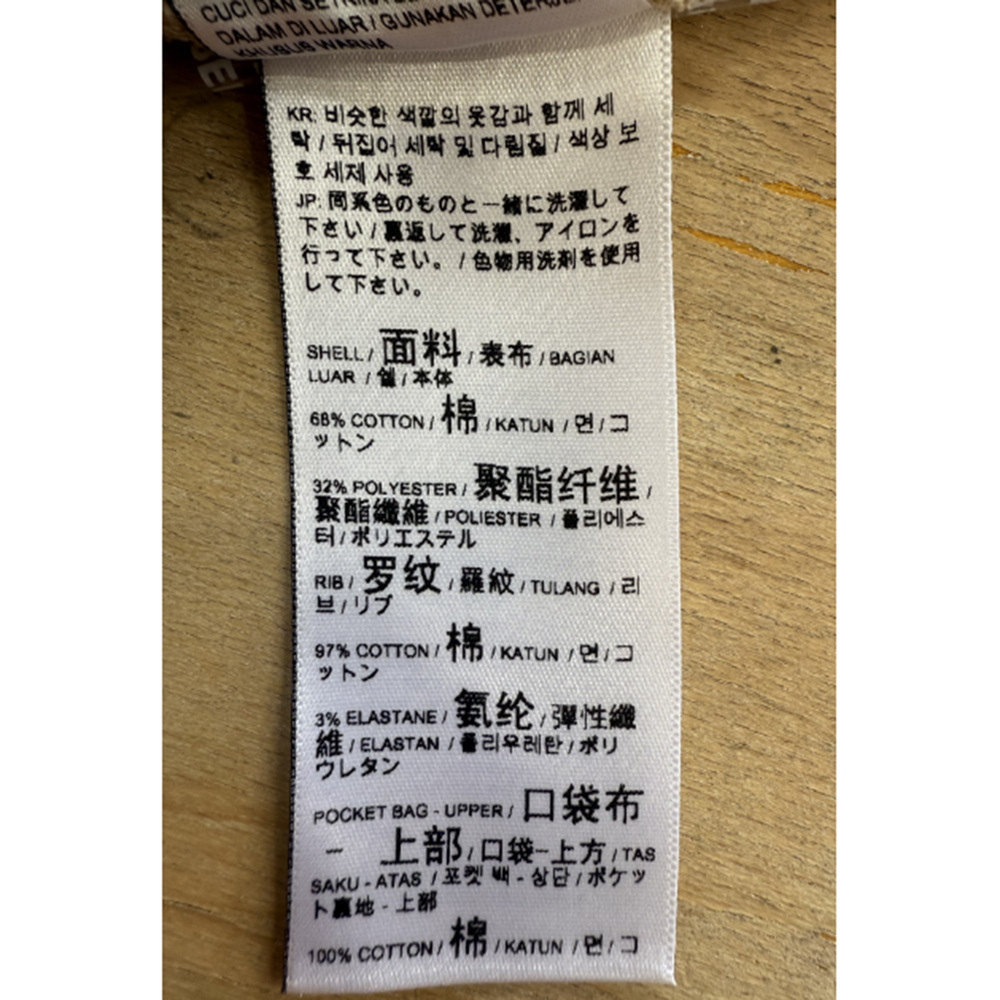 CUCI DAN
DALAM DI LUAR / GUNAKAN
KHUSUS WARNA
KR: 비슷한 색깔의 옷감과 함께 세
탁 / 뒤집어 세탁 및 다림질 / 색상 보
호 세제 사용
JP: 同系色のものと一緒に洗濯して
下さい / 裏返して洗濯、アイロンを
行って下さい。 / 色物用洗剤を使用
して下さい。
SHELL / 面料 / 表布 / BAGIAN
LUAR / 쉘 / 本体
68% COTTON / 棉 / KATUN / 면 / コ
ットン
32% POLYESTER / 聚酯纤维 /
聚酯纖維 / POLIESTER / 폴리에스
터 / ポリエステル
RIB / 罗纹 / 羅紋 / TULANG / 리
브 / リブ
97% COTTON / 棉 / KATUN / 면 / コ
ットン
3% ELASTANE / 氨纶 / 彈性纖
維 / ELASTAN / 폴리우레탄 / ポリ
ウレタン
POCKET BAG - UPPER / 口袋布
- 上部 / 口袋-上方 / TAS
SAKU - ATAS / 포켓 백 - 상단 / ポケッ
ト裏地 - 上部
100% COTTON / 棉 / KATUN / 면 / コ